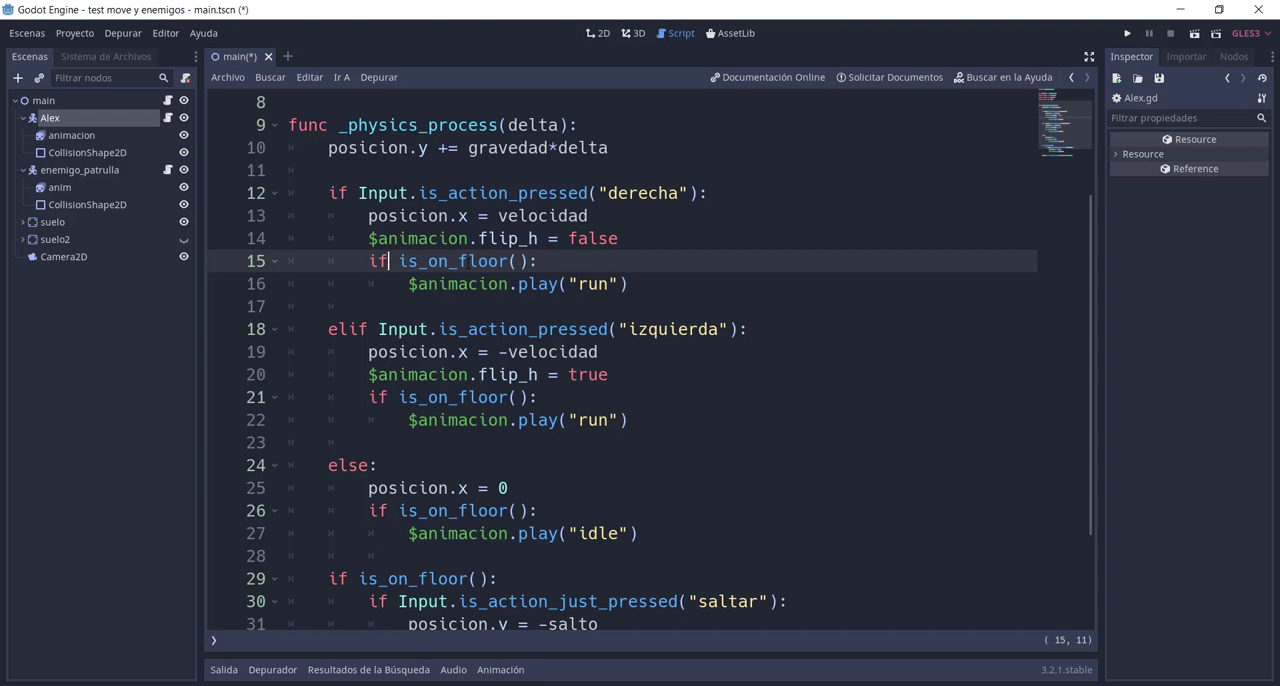 Godot Engine - test move y enemigos - main.tscn (*)
Escenas Proyecto Depurar Editor Ayuda
2D 3D Script AssetLib
GLES3
Escenas Sistema de Archivos
Filtrar nodos
main
Alex
animacion
CollisionShape2D
enemigo_patrulla
anim
CollisionShape2D
suelo
suelo2
Camera2D
main(*)
Archivo Buscar Editar Ir A Depurar
Documentación Online Solicitar Documentos Buscar en la Ayuda
8
9 func _physics_process(delta):
10 posicion.y += gravedad*delta
11
12 if Input.is_action_pressed("derecha"):
13 posicion.x = velocidad
14 $animacion.flip_h = false
15 if is_on_floor():
16 $animacion.play("run")
17
18 elif Input.is_action_pressed("izquierda"):
19 posicion.x = -velocidad
20 $animacion.flip_h = true
21 if is_on_floor():
22 $animacion.play("run")
23
24 else:
25 posicion.x = 0
26 if is_on_floor():
27 $animacion.play("idle")
28
29 if is_on_floor():
30 if Input.is_action_just_pressed("saltar"):
31 posicion.y = -salto
( 15, 11)
Salida Depurador Resultados de la Búsqueda Audio Animación
3.2.1.stable
Inspector Importar Nodos
Alex.gd
Filtrar propiedades
Resource
Resource
Reference